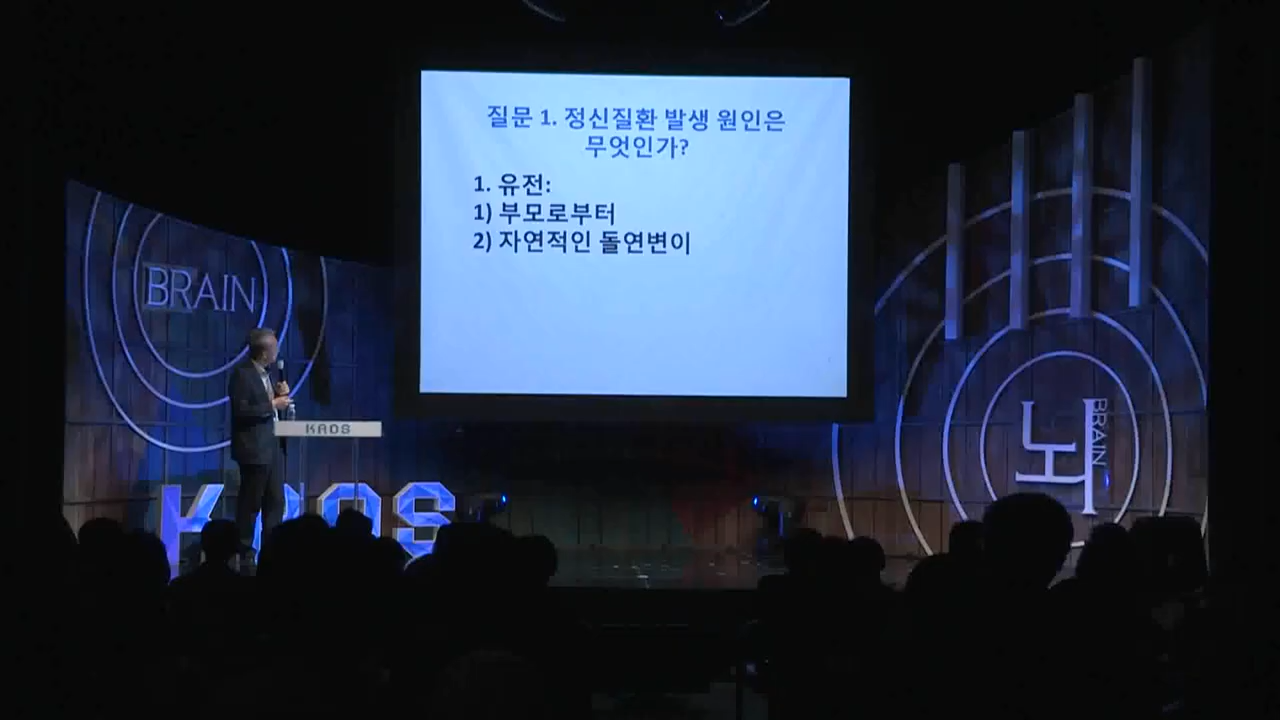 질문 1. 정신질환 발생 원인은
무엇인가?
1. 유전:
1) 부모로부터
2) 자연적인 돌연변이
BRAIN
KAOS
KAOS
뇌
BRAIN